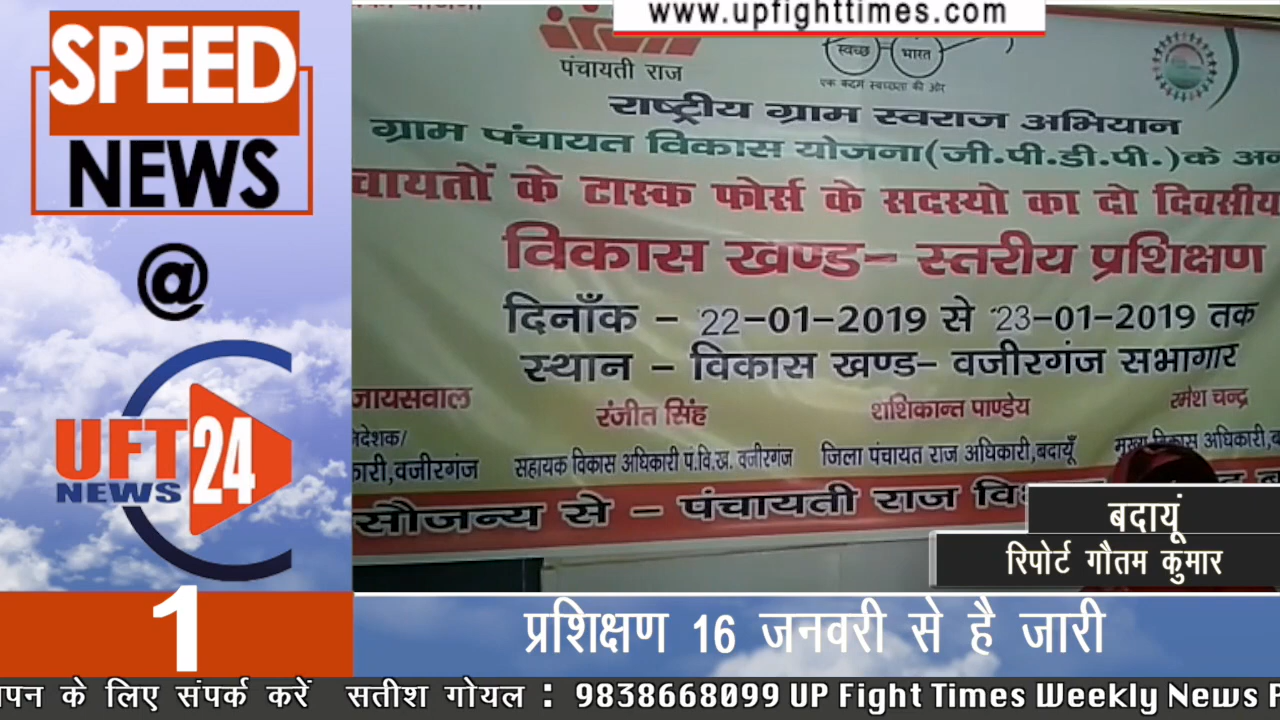 SPEED
NEWS
@
UFT
NEWS
24
1
www.upfighttimes.com
पंचायती राज
स्वच्छ भारत
एक कदम स्वच्छता की ओर
राष्ट्रीय ग्राम स्वराज अभियान
ग्राम पंचायत विकास योजना(जी.पी.डी.पी.)के अन
चायतों के टास्क फोर्स के सदस्यो का दो दिवसीय
विकास खण्ड- स्तरीय प्रशिक्षण
दिनाँक - 22-01-2019 से 23-01-2019 तक
स्थान - विकास खण्ड- वजीरगंज सभागार
जायसवाल रंजीत सिंह शशिकान्त पाण्डेय रमेश चन्द्र
निदेशक/
कारी,वजीरगंज सहायक विकास अधिकारी पं.वि.ख. वजीरगंज जिला पंचायत राज अधिकारी,बदायूँ मुख्य विकास अधिकारी,
सौजन्य से - पंचायती राज
बदायूं
रिपोर्ट गौतम कुमार
प्रशिक्षण 16 जनवरी से है जारी
ापन के लिए संपर्क करें सतीश गोयल : 9838668099 UP Fight Times Weekly News P